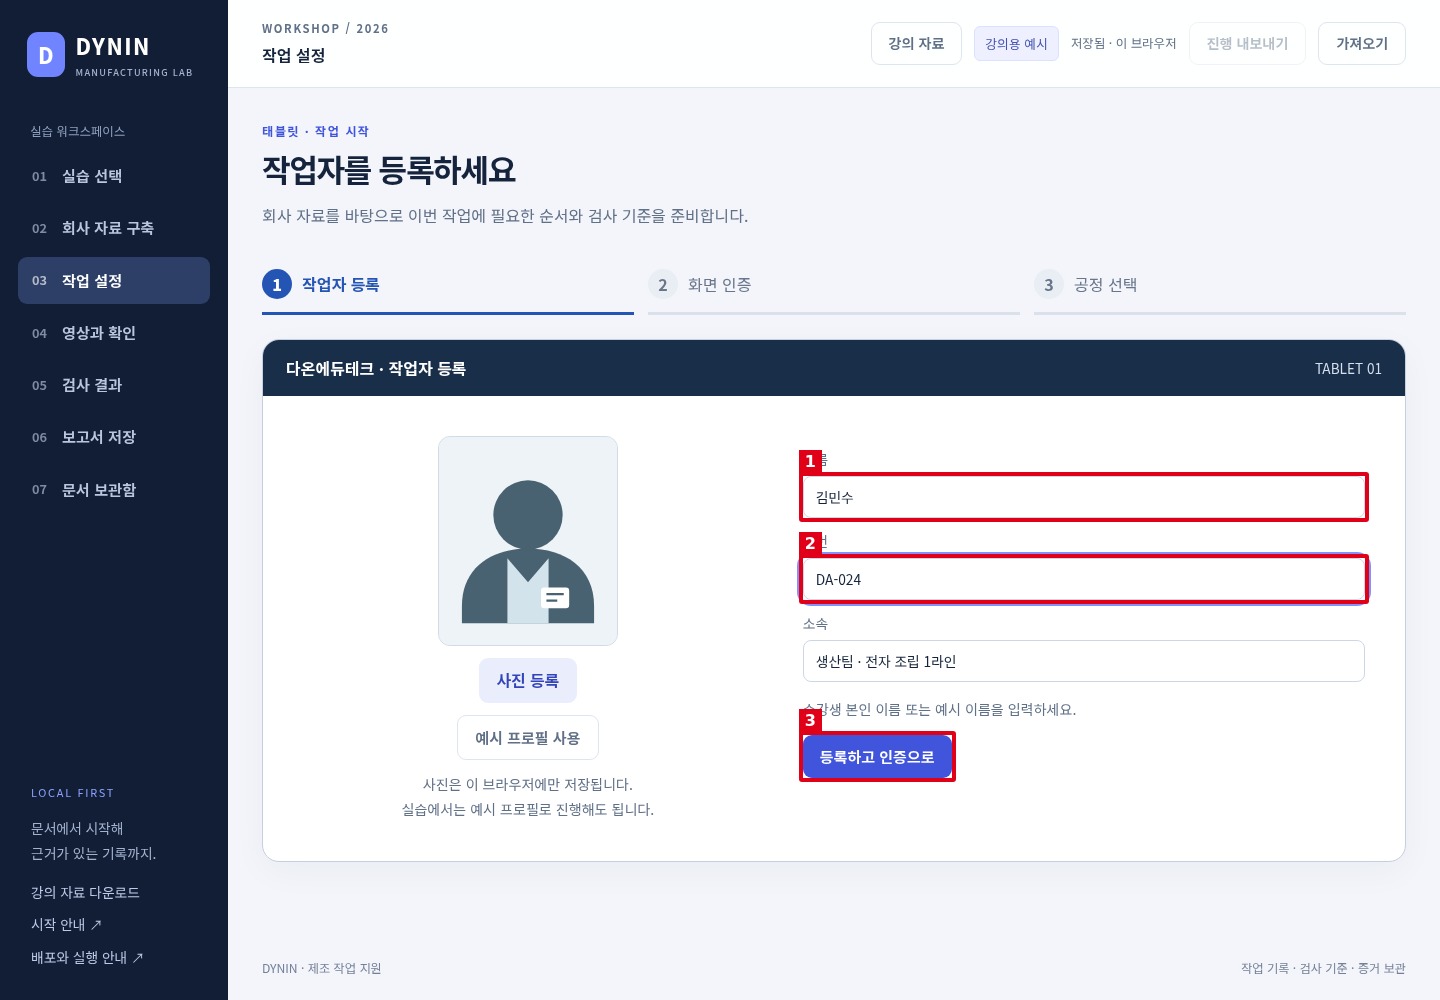 D
DYNIN
MANUFACTURING LAB
실습 워크스페이스
01 실습 선택
02 회사 자료 구축
03 작업 설정
04 영상과 확인
05 검사 결과
06 보고서 저장
07 문서 보관함
LOCAL FIRST
문서에서 시작해
근거가 있는 기록까지.
강의 자료 다운로드
시작 안내 ↗
배포와 실행 안내 ↗
WORKSHOP / 2026
작업 설정
강의 자료
강의용 예시
저장됨 · 이 브라우저
진행 내보내기
가져오기
태블릿 · 작업 시작
작업자를 등록하세요
회사 자료를 바탕으로 이번 작업에 필요한 순서와 검사 기준을 준비합니다.
1 작업자 등록
2 화면 인증
3 공정 선택
다온에듀테크 · 작업자 등록
TABLET 01
사진 등록
예시 프로필 사용
사진은 이 브라우저에만 저장됩니다.
실습에서는 예시 프로필로 진행해도 됩니다.
1
김민수
2
DA-024
소속
생산팀 · 전자 조립 1라인
본인 이름 또는 예시 이름을 입력하세요.
3
등록하고 인증으로
DYNIN · 제조 작업 지원
작업 기록 · 검사 기준 · 증거 보관